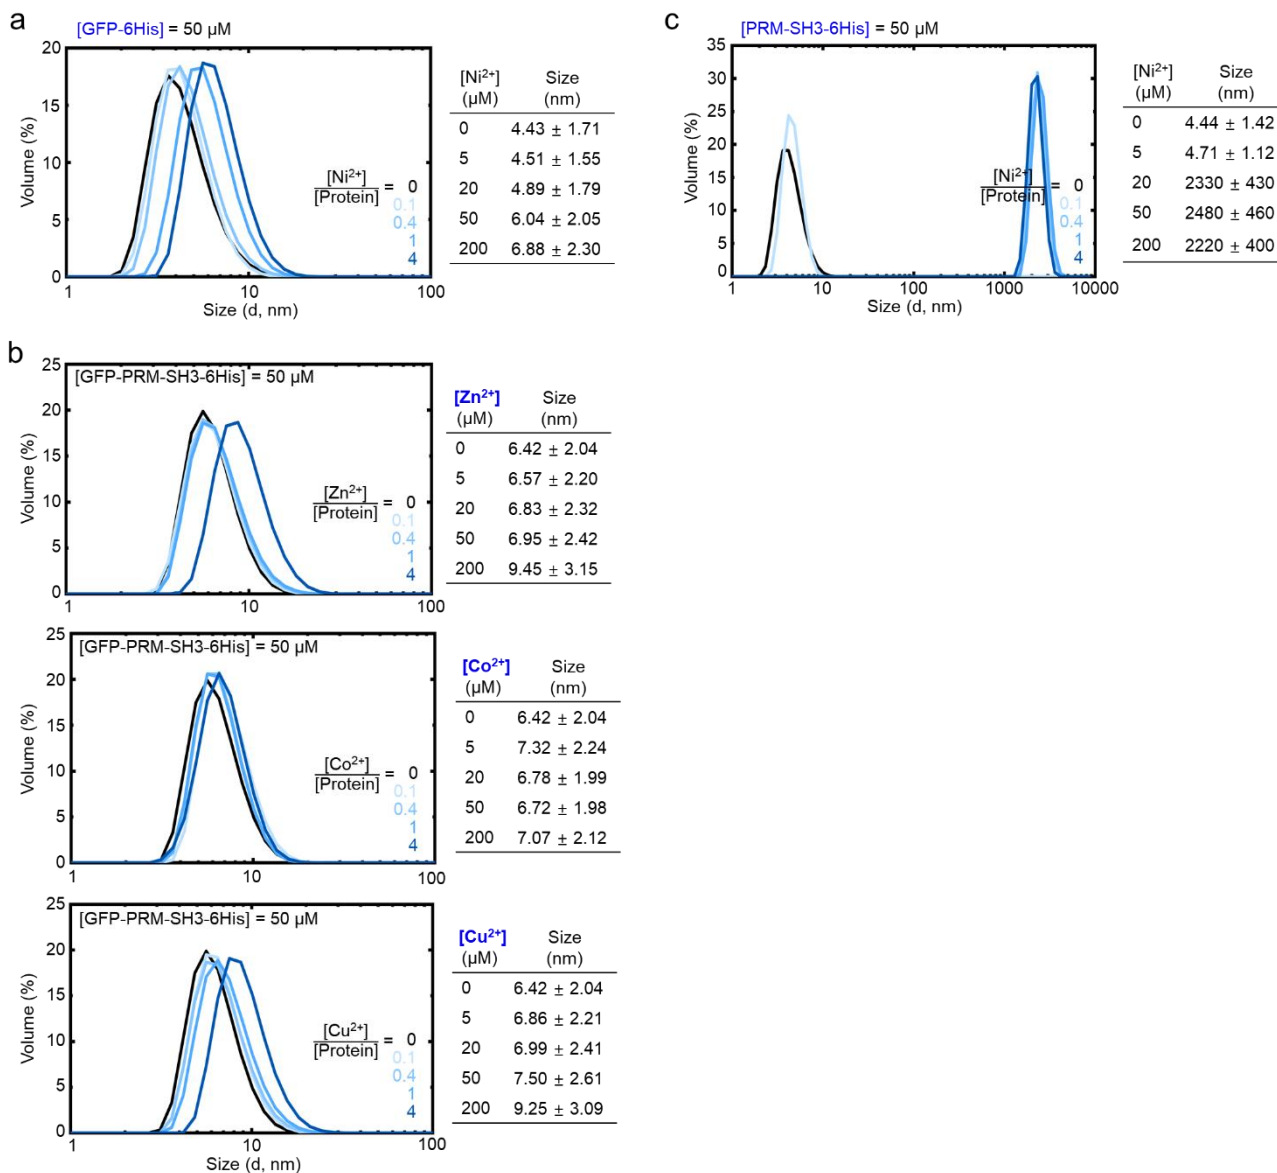 a
[GFP-6His] = 50 µM
20
15
10
5
0
Volume (%)
1
10
100
Size (d, nm)
[Ni²⁺]
[Protein] = 0
0.1
0.4
1
4
[Ni²⁺] Size
(µM) (nm)
0 4.43 ± 1.71
5 4.51 ± 1.55
20 4.89 ± 1.79
50 6.04 ± 2.05
200 6.88 ± 2.30
c
[PRM-SH3-6His] = 50 µM
35
30
25
20
15
10
5
0
Volume (%)
1
10
100
1000
10000
Size (d, nm)
[Ni²⁺]
[Protein] = 0
0.1
0.4
1
4
[Ni²⁺] Size
(µM) (nm)
0 4.44 ± 1.42
5 4.71 ± 1.12
20 2330 ± 430
50 2480 ± 460
200 2220 ± 400
b
[GFP-PRM-SH3-6His] = 50 µM
25
20
15
10
5
0
Volume (%)
1
10
100
[Zn²⁺]
[Protein] = 0
0.1
0.4
1
4
[Zn²⁺] Size
(µM) (nm)
0 6.42 ± 2.04
5 6.57 ± 2.20
20 6.83 ± 2.32
50 6.95 ± 2.42
200 9.45 ± 3.15
[GFP-PRM-SH3-6His] = 50 µM
25
20
15
10
5
0
Volume (%)
1
10
100
[Co²⁺]
[Protein] = 0
0.1
0.4
1
4
[Co²⁺] Size
(µM) (nm)
0 6.42 ± 2.04
5 7.32 ± 2.24
20 6.78 ± 1.99
50 6.72 ± 1.98
200 7.07 ± 2.12
[GFP-PRM-SH3-6His] = 50 µM
25
20
15
10
5
0
Volume (%)
1
10
100
Size (d, nm)
[Cu²⁺]
[Protein] = 0
0.1
0.4
1
4
[Cu²⁺] Size
(µM) (nm)
0 6.42 ± 2.04
5 6.86 ± 2.21
20 6.99 ± 2.41
50 7.50 ± 2.61
200 9.25 ± 3.09